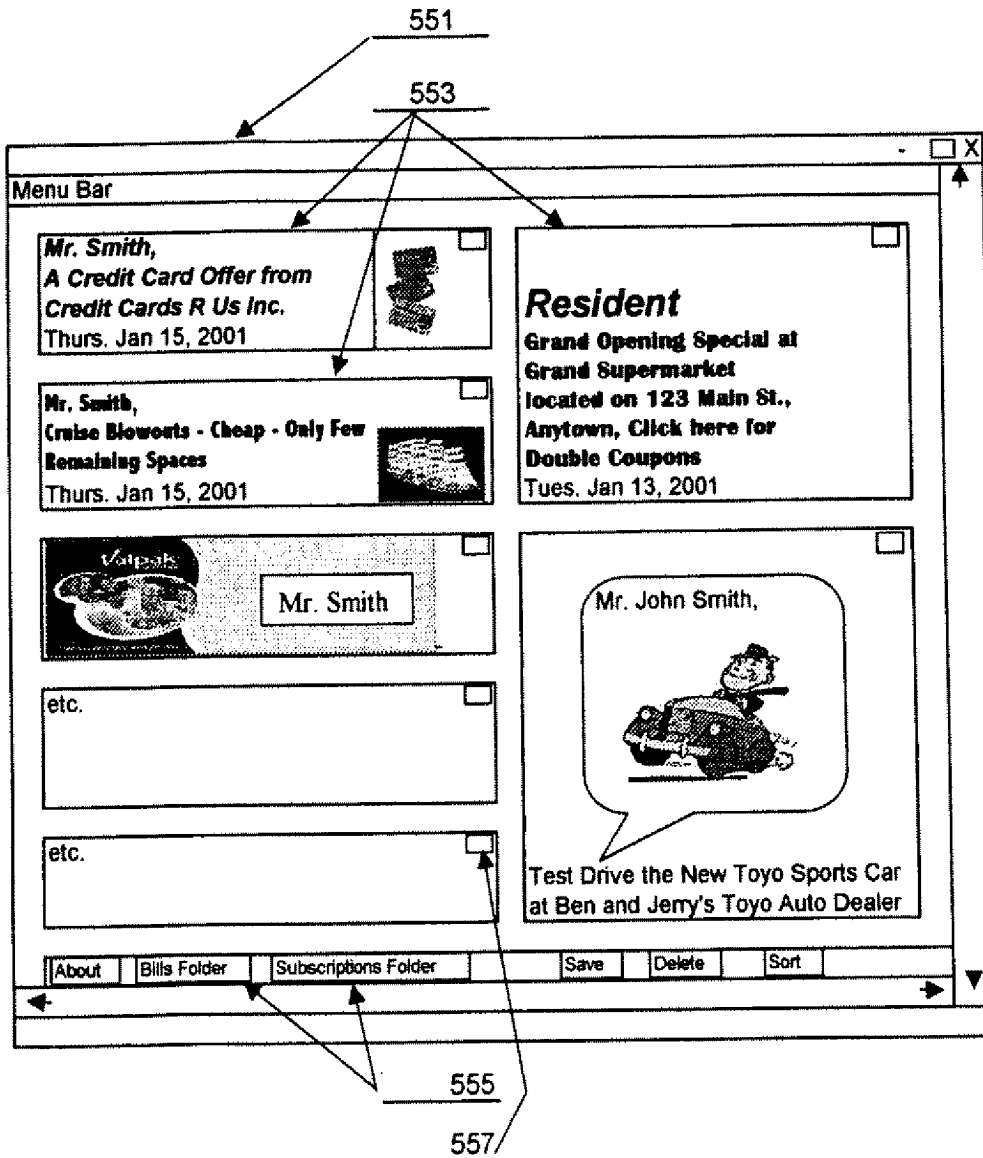 551
553
- X
Menu Bar
Mr. Smith,
A Credit Card Offer from
Credit Cards R Us Inc.
Thurs. Jan 15, 2001
Mr. Smith,
Cruise Blowouts - Cheap - Only Few
Remaining Spaces
Thurs. Jan 15, 2001
Valpak
Mr. Smith
etc.
etc.
Resident
Grand Opening Special at
Grand Supermarket
located on 123 Main St.,
Anytown, Click here for
Double Coupons
Tues. Jan 13, 2001
Mr. John Smith,
Test Drive the New Toyo Sports Car
at Ben and Jerry's Toyo Auto Dealer
About Bills Folder Subscriptions Folder Save Delete Sort
555
557